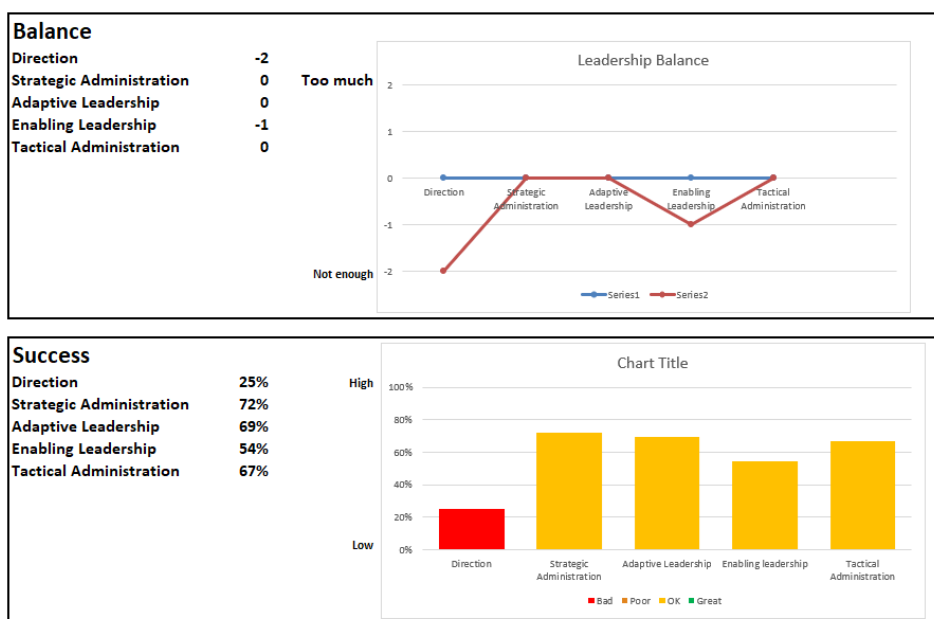 Balance
Direction -2
Strategic Administration 0 Too much
Adaptive Leadership 0
Enabling Leadership -1
Tactical Administration 0
Not enough
Leadership Balance
2
1
0
-1
-2
Direction
Strategic Administration
Adaptive Leadership
Enabling Leadership
Tactical Administration
Series1 Series2
Success
Direction 25% High
Strategic Administration 72%
Adaptive Leadership 69%
Enabling Leadership 54%
Tactical Administration 67%
Low
Chart Title
100%
80%
60%
40%
20%
0%
Direction
Strategic Administration
Adaptive Leadership
Enabling leadership
Tactical Administration
Bad Poor OK Great